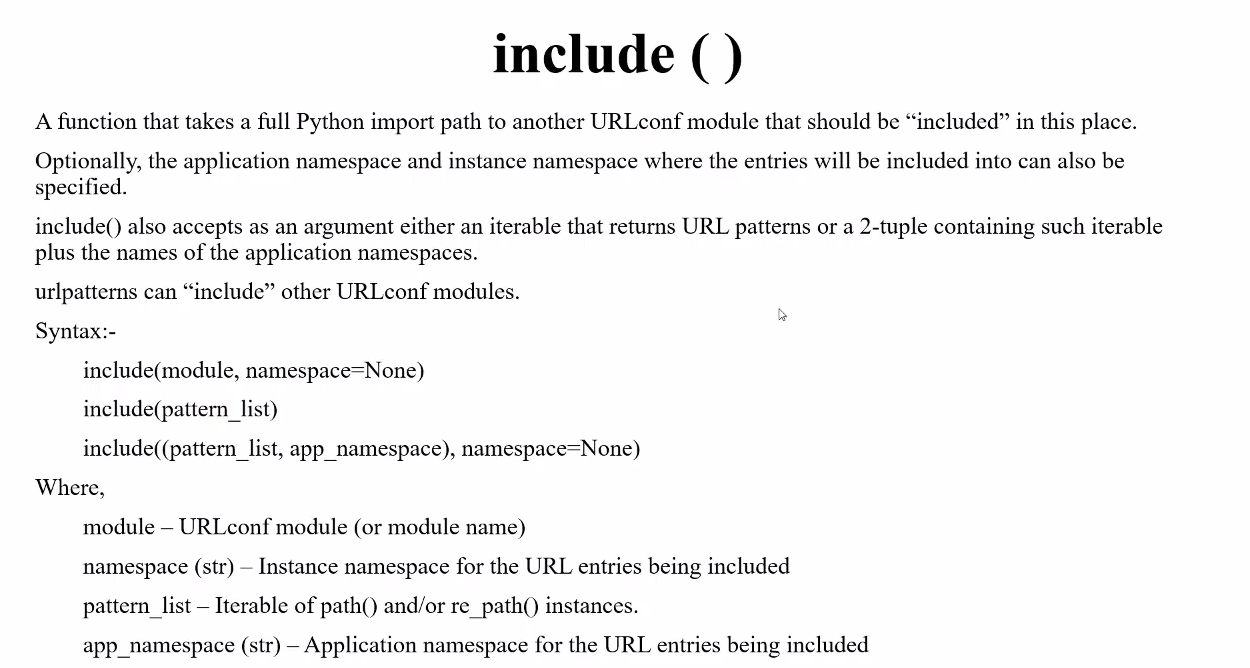 include ( )
A function that takes a full Python import path to another URLconf module that should be “included” in this place.
Optionally, the application namespace and instance namespace where the entries will be included into can also be
specified.
include() also accepts as an argument either an iterable that returns URL patterns or a 2-tuple containing such iterable
plus the names of the application namespaces.
urlpatterns can “include” other URLconf modules.
Syntax:-
include(module, namespace=None)
include(pattern_list)
include((pattern_list, app_namespace), namespace=None)
Where,
module – URLconf module (or module name)
namespace (str) – Instance namespace for the URL entries being included
pattern_list – Iterable of path() and/or re_path() instances.
app_namespace (str) – Application namespace for the URL entries being included